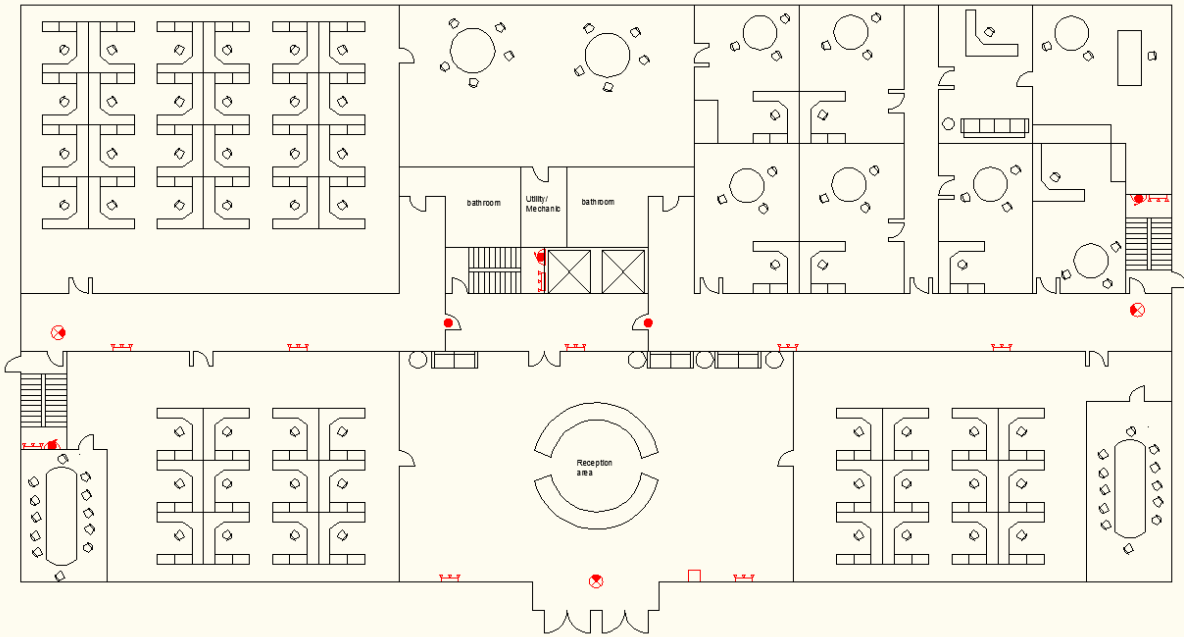 bathroom
Utility/
Mechanic
bathroom
Reception
area